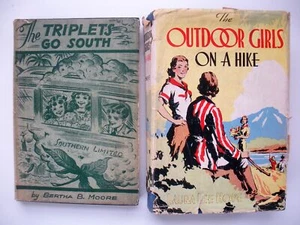 The TRIPLETS
GO SOUTH
SOUTHERN LIMITED
by BERTHA B. MOORE
The
OUTDOOR GIRLS
ON A HIKE